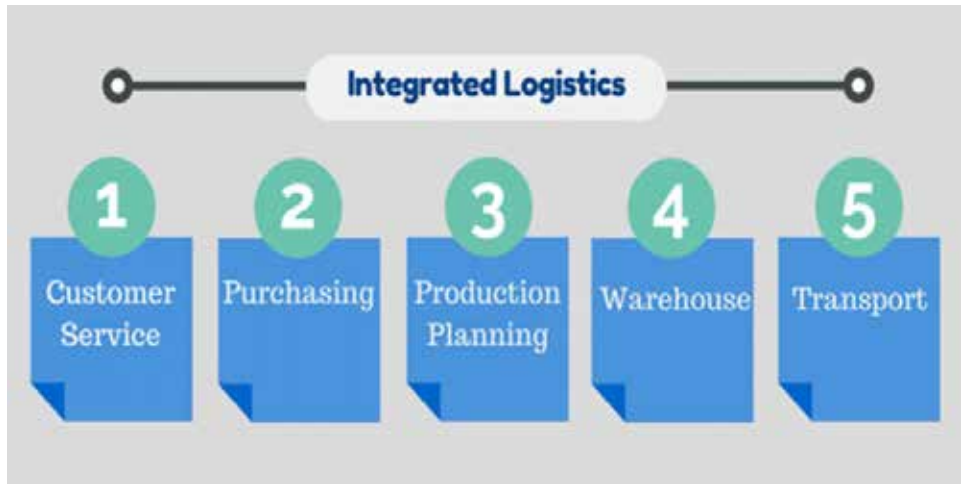 Integrated Logistics
1
2
3
4
5
Customer
Service
Purchasing
Production
Planning
Warehouse
Transport